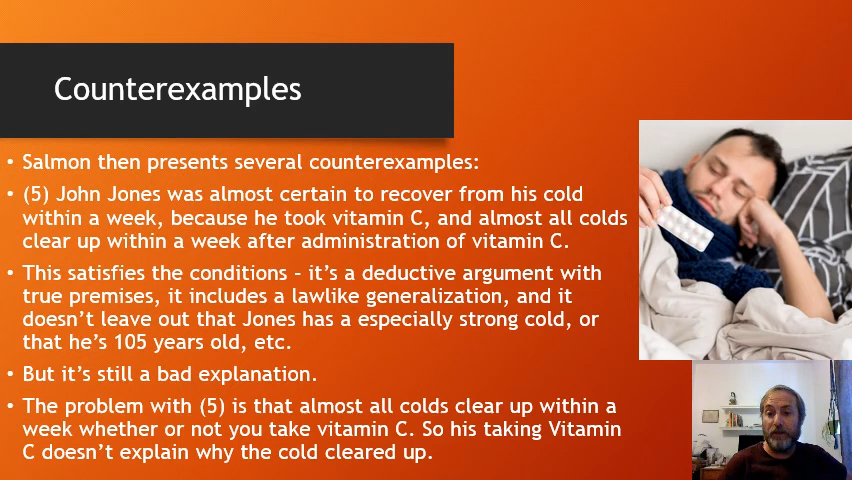 Counterexamples
• Salmon then presents several counterexamples:
• (5) John Jones was almost certain to recover from his cold
within a week, because he took vitamin C, and almost all colds
clear up within a week after administration of vitamin C.
• This satisfies the conditions – it’s a deductive argument with
true premises, it includes a lawlike generalization, and it
doesn’t leave out that Jones has a especially strong cold, or
that he’s 105 years old, etc.
• But it’s still a bad explanation.
• The problem with (5) is that almost all colds clear up within a
week whether or not you take vitamin C. So his taking Vitamin
C doesn’t explain why the cold cleared up.